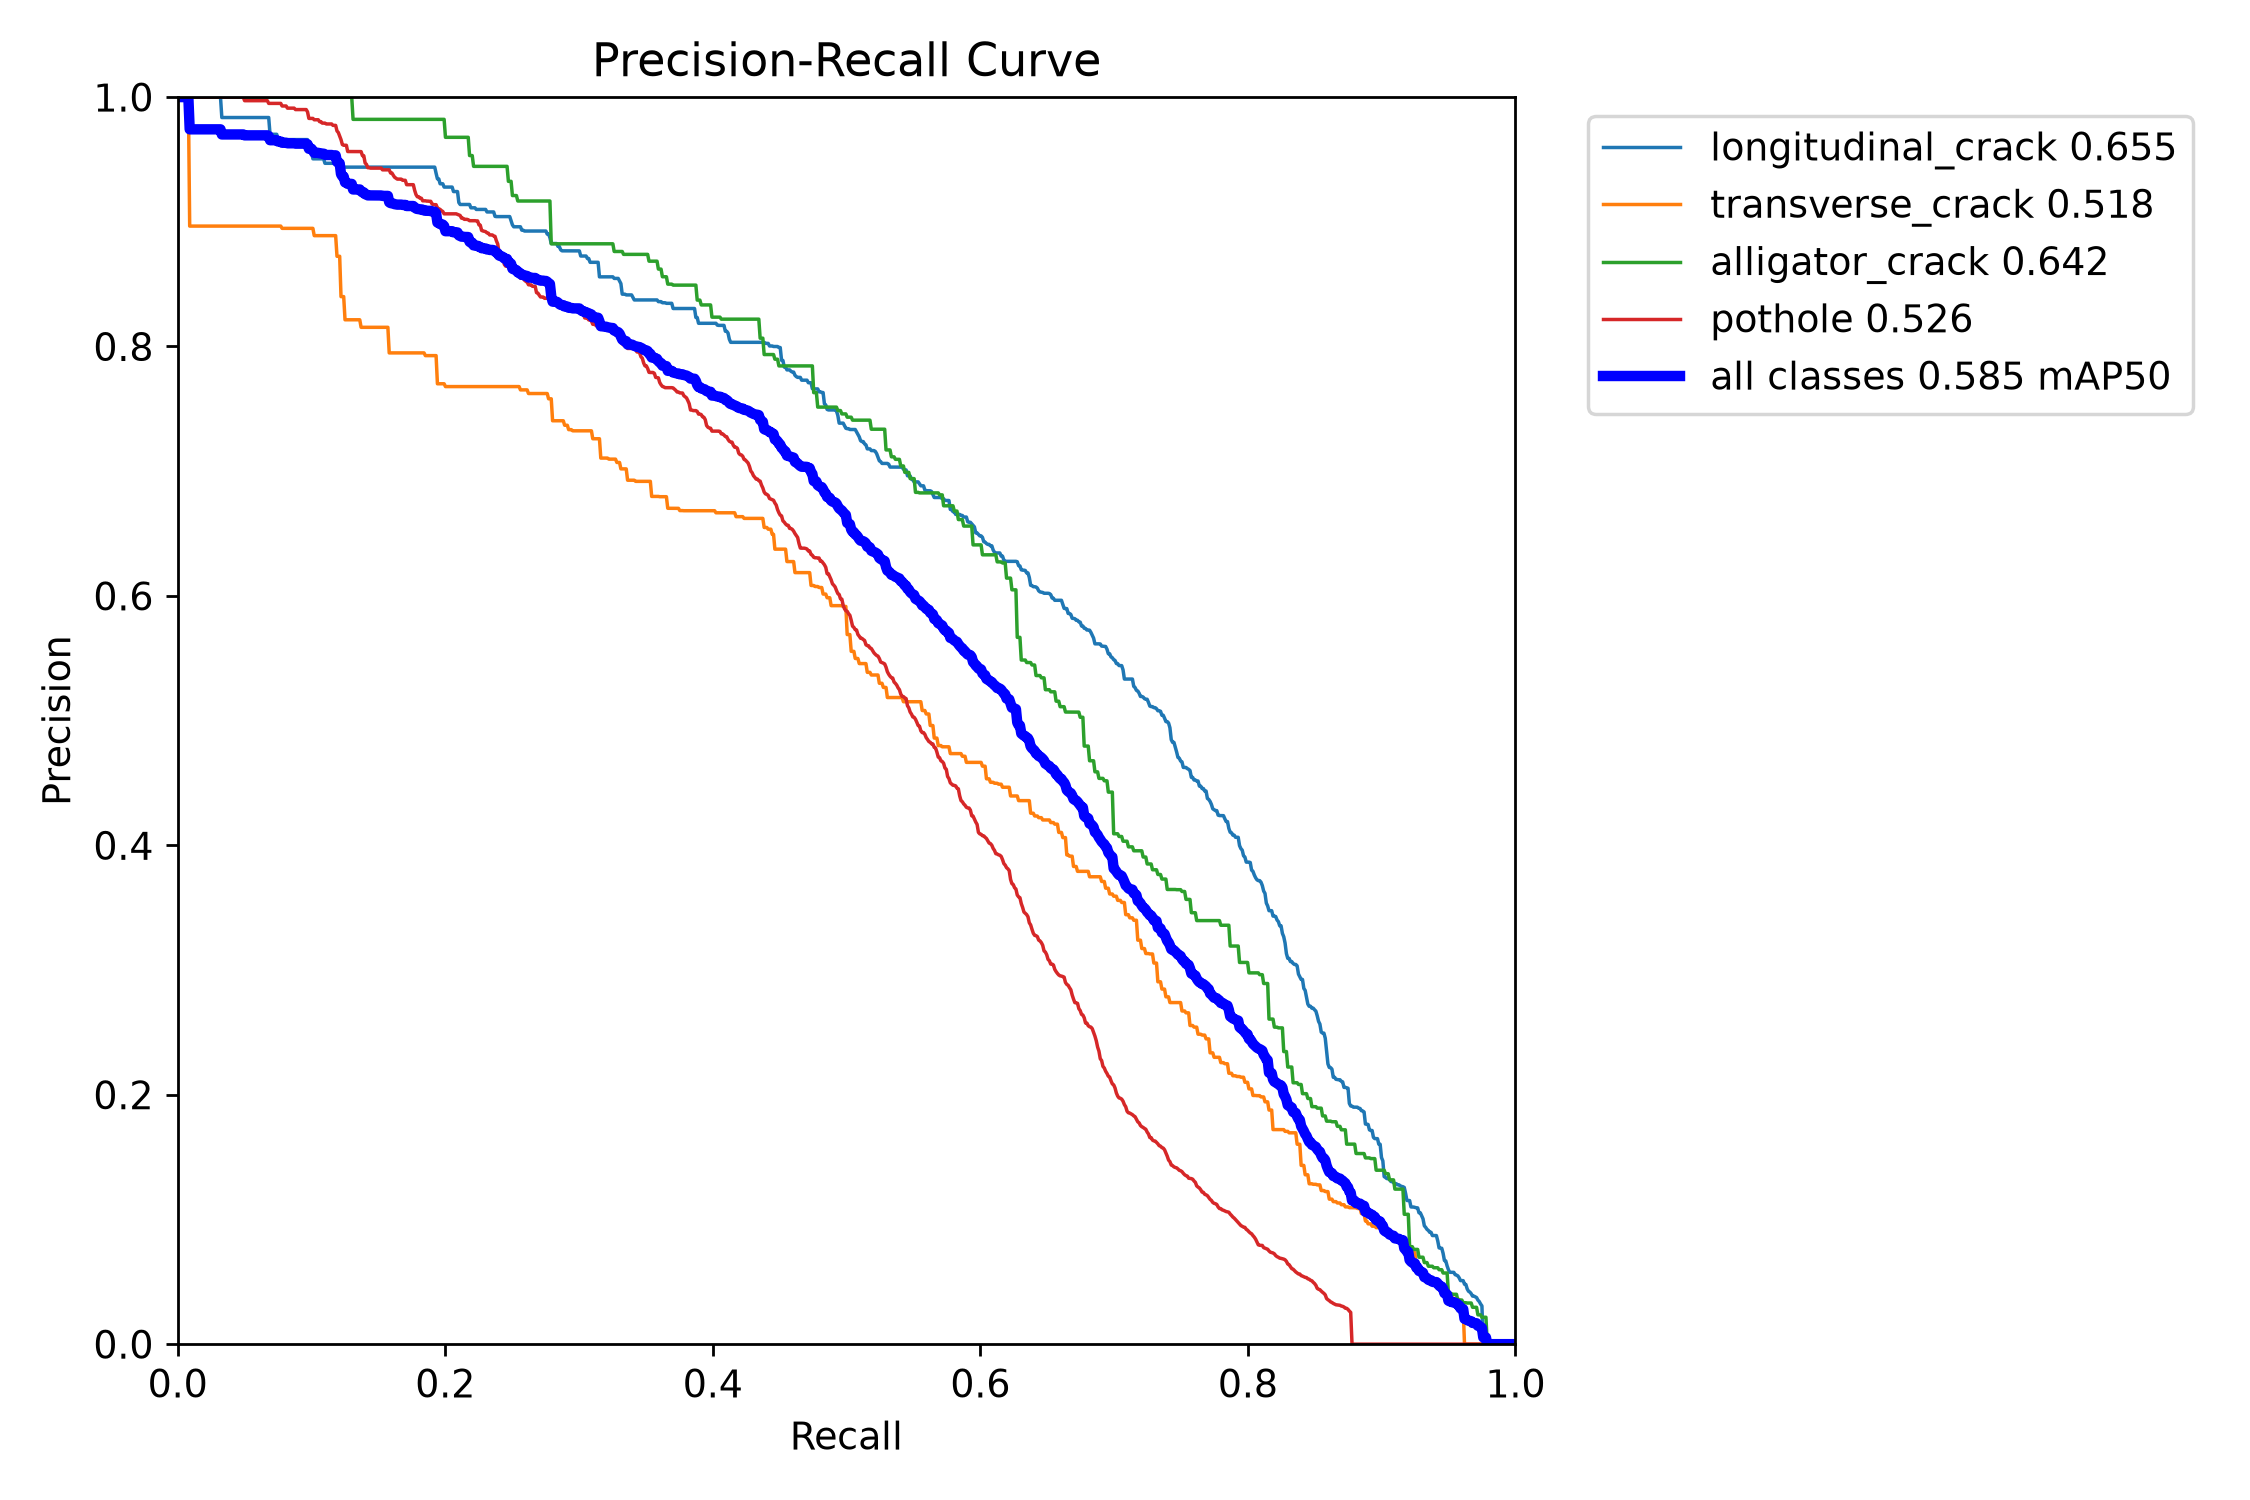 Precision-Recall Curve
1.0
0.8
0.6
0.4
0.2
0.0
Precision
0.0 0.2 0.4 0.6 0.8 1.0
Recall
longitudinal_crack 0.655
transverse_crack 0.518
alligator_crack 0.642
pothole 0.526
all classes 0.585 mAP50